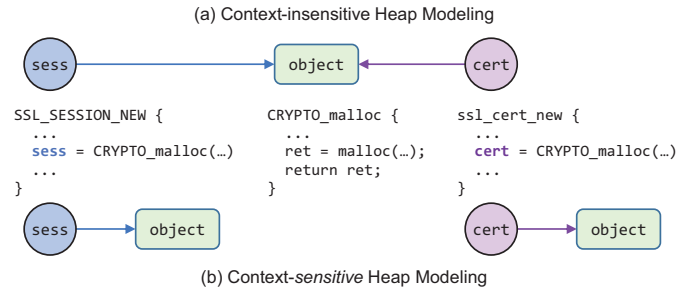 (a) Context-insensitive Heap Modeling
sess object cert
SSL_SESSION_NEW {
...
sess = CRYPTO_malloc(…)
...
}
CRYPTO_malloc {
...
ret = malloc(…);
return ret;
}
ssl_cert_new {
...
cert = CRYPTO_malloc(…)
...
}
sess object cert object
(b) Context-sensitive Heap Modeling